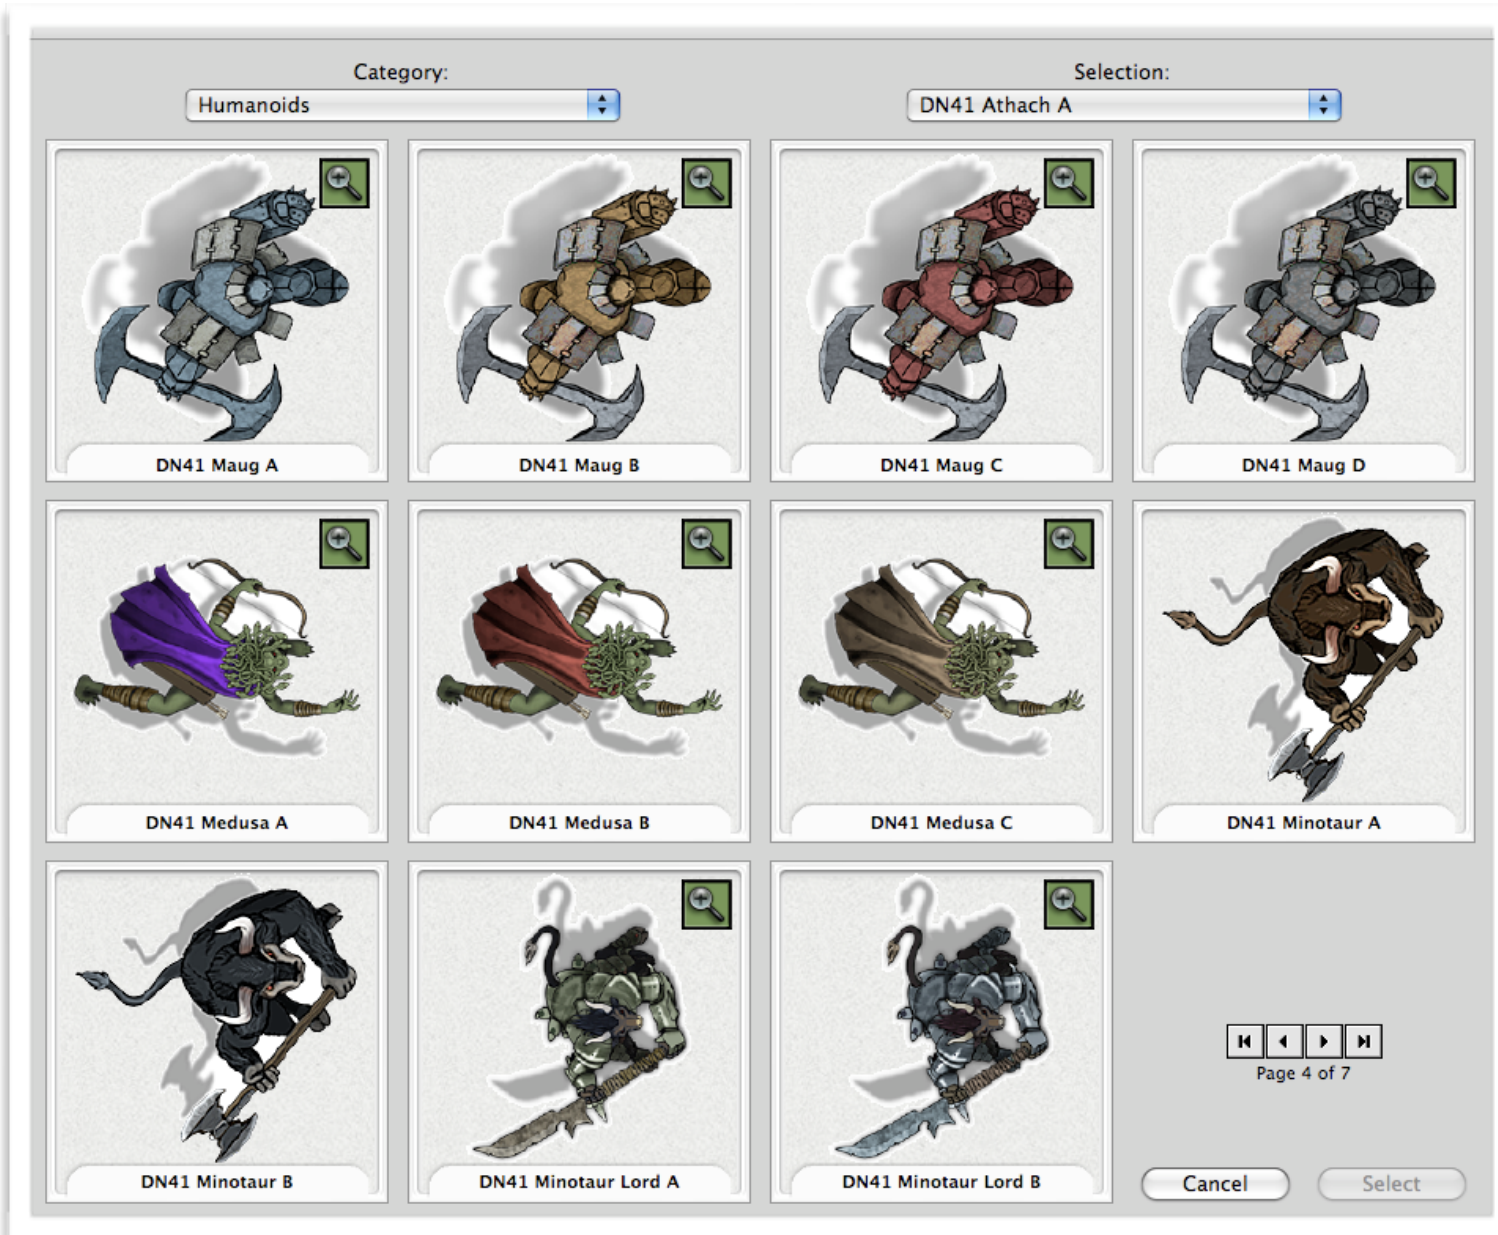 Category:
Selection:
Humanoids
DN41 Athach A
DN41 Maug A
DN41 Maug B
DN41 Maug C
DN41 Maug D
DN41 Medusa A
DN41 Medusa B
DN41 Medusa C
DN41 Minotaur A
DN41 Minotaur B
DN41 Minotaur Lord A
DN41 Minotaur Lord B
Page 4 of 7
Cancel
Select